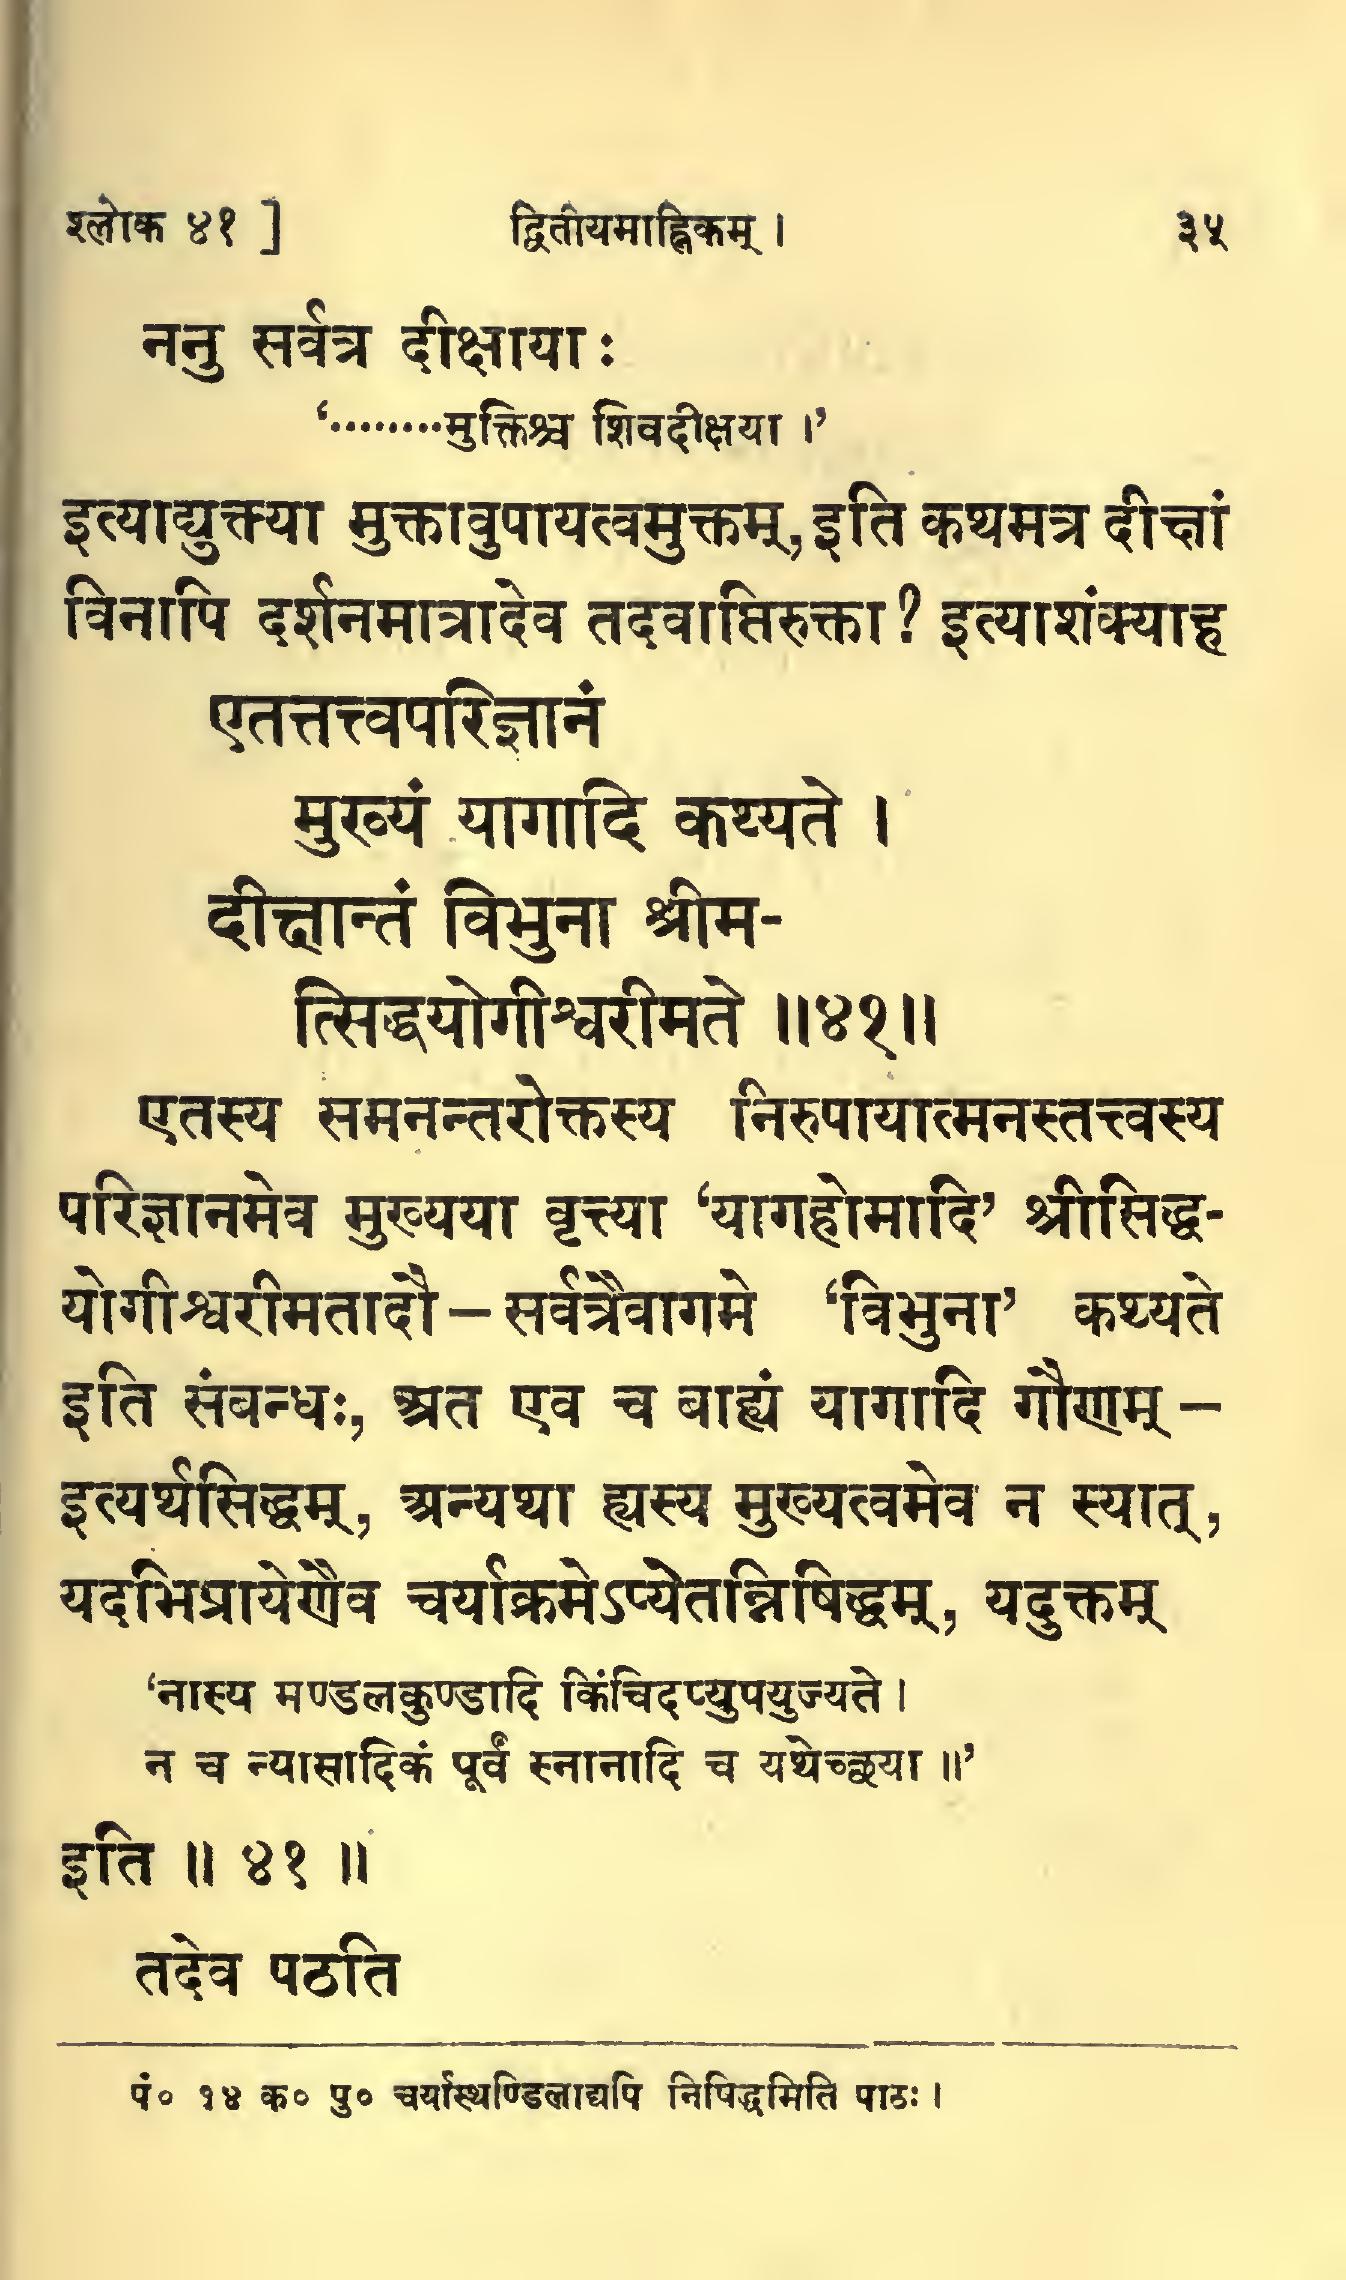 श्लोक ४१ ] द्वितीयमाह्निकम् । ३५
ननु सर्वत्र दीक्षायाः
‘........मुक्तिश्च शिवदीक्षया ।’
इत्याद्युक्त्या मुक्तावुपायत्वमुक्तम्, इति कथमत्र दीक्षां
विनापि दर्शनमात्रादेव तदवाप्तिरुक्ता ? इत्याशंक्याह
एतत्तत्त्वपरिज्ञानं
मुख्यं यागादि कथ्यते ।
दीक्षान्तं विभुना श्रीम-
त्सिद्धयोगीश्वरीमते ॥४१॥
एतस्य समनन्तरोक्तस्य निरुपायात्मनस्तत्त्वस्य
परिज्ञानमेव मुख्यया वृत्त्या ‘यागहोमादि’ श्रीसिद्ध-
योगीश्वरीमतादौ – सर्वत्रैवागमे ‘विभुना’ कथ्यते
इति संबन्धः, अत एव च बाह्यं यागादि गौणम् –
इत्यर्थसिद्धम्, अन्यथा ह्यस्य मुख्यत्वमेव न स्यात्,
यदभिप्रायेणैव चर्याक्रमेऽप्येतन्निषिद्धम्, यदुक्तम्
‘नास्य मण्डलकुण्डादि किंचिदप्युपयुज्यते ।
न च न्यासादिकं पूर्वं स्नानादि च यथेच्छया ॥’
इति ॥ ४१ ॥
तदेव पठति
पं० १४ क० पु० चर्यास्थण्डिलाद्यपि निषिद्धमिति पाठः ।